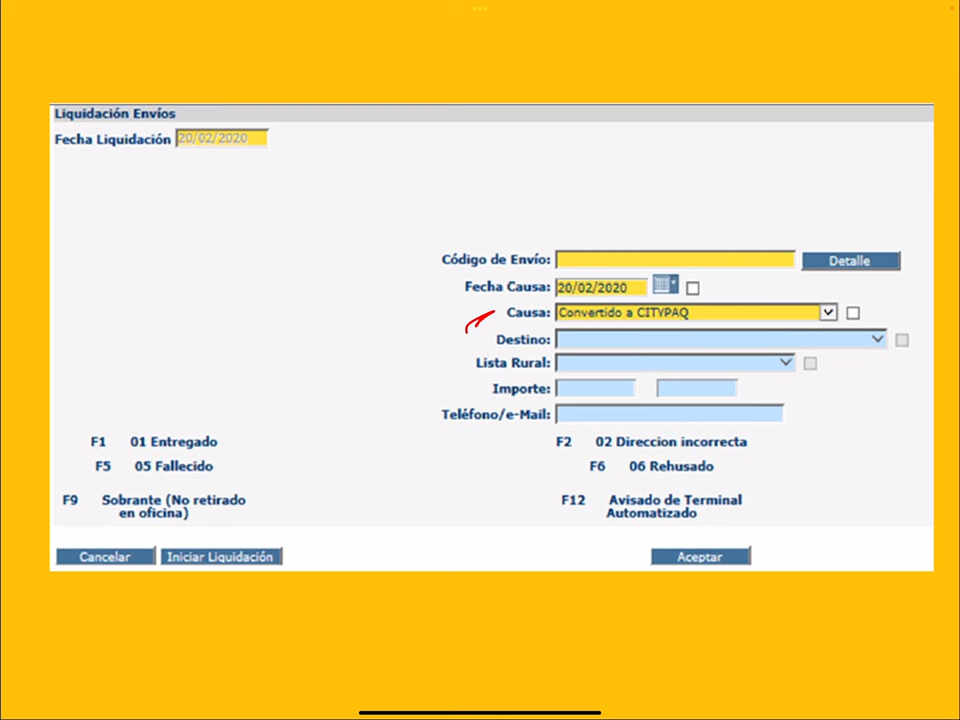 Liquidación Envíos
Fecha Liquidación 20/02/2020
Código de Envío: Detalle
Fecha Causa: 20/02/2020
Causa: Convertido a CITYPAQ
Destino:
Lista Rural:
Importe:
Teléfono/e-Mail:
F1 01 Entregado F2 02 Direccion incorrecta
F5 05 Fallecido F6 06 Rehusado
F9 Sobrante (No retirado F12 Avisado de Terminal
en oficina) Automatizado
Cancelar Iniciar Liquidación Aceptar